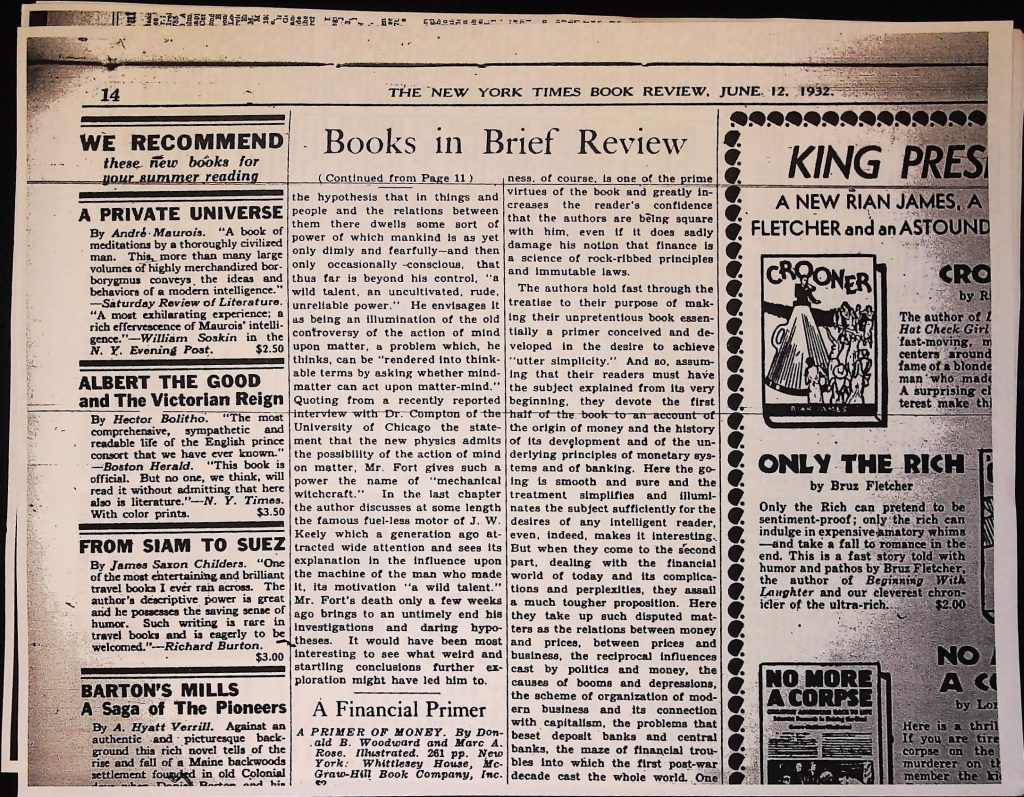 14
THE NEW YORK TIMES BOOK REVIEW, JUNE 12, 1932.
WE RECOMMEND
these new books for
your summer reading
A PRIVATE UNIVERSE
By André Maurois. "A book of
meditations by a thoroughly civilized
man. This, more than many large
volumes of highly merchandized bor-
borygmus conveys the ideas and
behaviors of a modern intelligence."
—Saturday Review of Literature.
"A most exhilarating experience; a
rich effervescence of Maurois' intelli-
gence."—William Soskin in the
N. Y. Evening Post. $2.50
ALBERT THE GOOD
and The Victorian Reign
By Hector Bolitho. "The most
comprehensive, sympathetic and
readable life of the English prince
consort that we have ever known."
—Boston Herald. "This book is
official. But no one, we think, will
read it without admitting that here
also is literature."—N. Y. Times.
With color prints. $3.50
FROM SIAM TO SUEZ
By James Saxon Childers. "One
of the most entertaining and brilliant
travel books I ever ran across. The
author's descriptive power is great
and he possesses the saving sense of
humor. Such writing is rare in
travel books and is eagerly to be
welcomed."—Richard Burton.
$3.00
BARTON'S MILLS
A Saga of The Pioneers
By A. Hyatt Verrill. Against an
authentic and picturesque back-
ground this rich novel tells of the
rise and fall of a Maine backwoods
settlement founded in old Colonial
Books in Brief Review
(Continued from Page 11)
the hypothesis that in things and
people and the relations between
them there dwells some sort of
power of which mankind is as yet
only dimly and fearfully—and then
only occasionally conscious, that
thus far is beyond his control, "a
wild talent, an uncultivated, rude,
unreliable power." He envisages it
as being an illumination of the old
controversy of the action of mind
upon matter, a problem which, he
thinks, can be "rendered into think-
able terms by asking whether mind-
matter can act upon matter-mind."
Quoting from a recently reported
interview with Dr. Compton of the
University of Chicago the state-
ment that the new physics admits
the possibility of the action of mind
on matter, Mr. Fort gives such a
power the name of "mechanical
witchcraft." In the last chapter
the author discusses at some length
the famous fuel-less motor of J. W.
Keely which a generation ago at-
tracted wide attention and sees its
explanation in the influence upon
the machine of the man who made
it, its motivation "a wild talent."
Mr. Fort's death only a few weeks
ago brings to an untimely end his
investigations and daring hypo-
theses. It would have been most
interesting to see what weird and
startling conclusions further ex-
ploration might have led him to.
A Financial Primer
A PRIMER OF MONEY. By Don-
ald B. Woodward and Marc A.
Rose. Illustrated. 261 pp. New
York: Whittlesey House, Mc-
Graw-Hill Book Company, Inc.
ness, of course, is one of the prime
virtues of the book and greatly in-
creases the reader's confidence
that the authors are being square
with him, even if it does sadly
damage his notion that finance is
a science of rock-ribbed principles
and immutable laws.
The authors hold fast through the
treatise to their purpose of mak-
ing their unpretentious book essen-
tially a primer conceived and de-
veloped in the desire to achieve
"utter simplicity." And so, assum-
ing that their readers must have
the subject explained from its very
beginning, they devote the first
half of the book to an account of
the origin of money and the history
of its development and of the un-
derlying principles of monetary sys-
tems and of banking. Here the go-
ing is smooth and sure and the
treatment simplifies and illumi-
nates the subject sufficiently for the
desires of any intelligent reader,
even, indeed, makes it interesting.
But when they come to the second
part, dealing with the financial
world of today and its complica-
tions and perplexities, they assail
a much tougher proposition. Here
they take up such disputed mat-
ters as the relations between money
and prices, between prices and
business, the reciprocal influences
cast by politics and money, the
causes of booms and depressions,
the scheme of organization of mod-
ern business and its connection
with capitalism, the problems that
beset deposit banks and central
banks, the maze of financial trou-
bles into which the first post-war
decade cast the whole world. One
KING PRES
A NEW RIAN JAMES, A
FLETCHER and an ASTOUND
CROONER
RIAN JAMES
CRO
by Ri
The author of
Hat Check Girl
fast-moving, m
centers around
fame of a blonde
man who made
A surprising cl
terest make thi
ONLY THE RICH
by Bruz Fletcher
Only the Rich can pretend to be
sentiment-proof; only the rich can
indulge in expensive amatory whims
—and take a fall to romance in the
end. This is a fast story told with
humor and pathos by Bruz Fletcher,
the author of Beginning With
Laughter and our cleverest chron-
icler of the ultra-rich. $2.00
NO MORE
A CORPSE
NO
A CO
by Lor
Here is a thril
If you are tire
corpse on the
murderer on th
member the ki